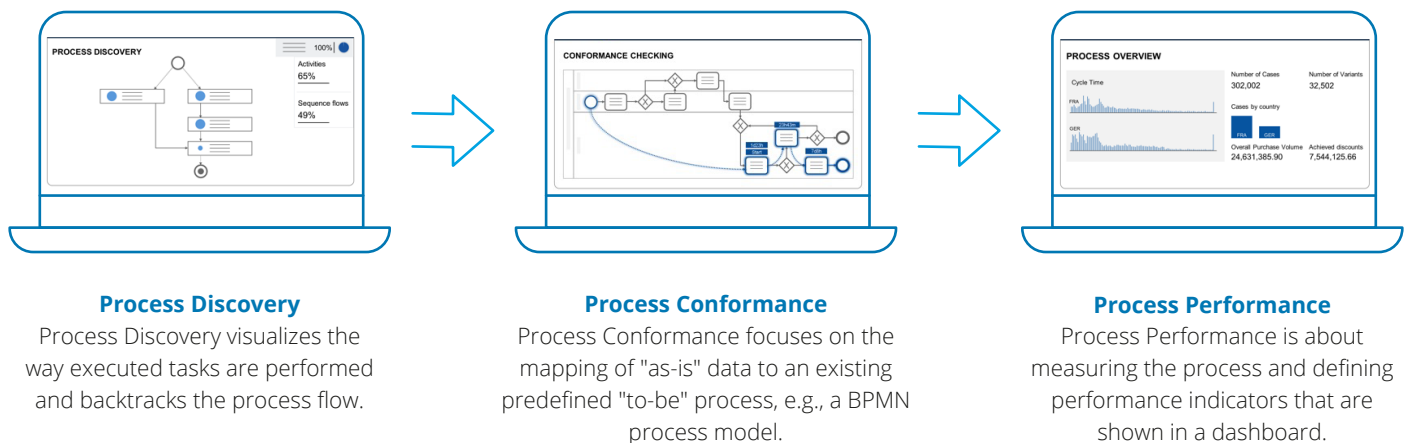 PROCESS DISCOVERY
100%
Activities
65%
Sequence flows
49%
CONFORMANCE CHECKING
Start
PROCESS OVERVIEW
Cycle Time
FRA
GER
Number of Cases
302,002
Number of Variants
32,502
Cases by country
FRA
GER
Overall Purchase Volume
24,631,385.90
Achieved discounts
7,544,125.66
Process Discovery
Process Discovery visualizes the
way executed tasks are performed
and backtracks the process flow.
Process Conformance
Process Conformance focuses on the
mapping of "as-is" data to an existing
predefined "to-be" process, e.g., a BPMN
process model.
Process Performance
Process Performance is about
measuring the process and defining
performance indicators that are
shown in a dashboard.